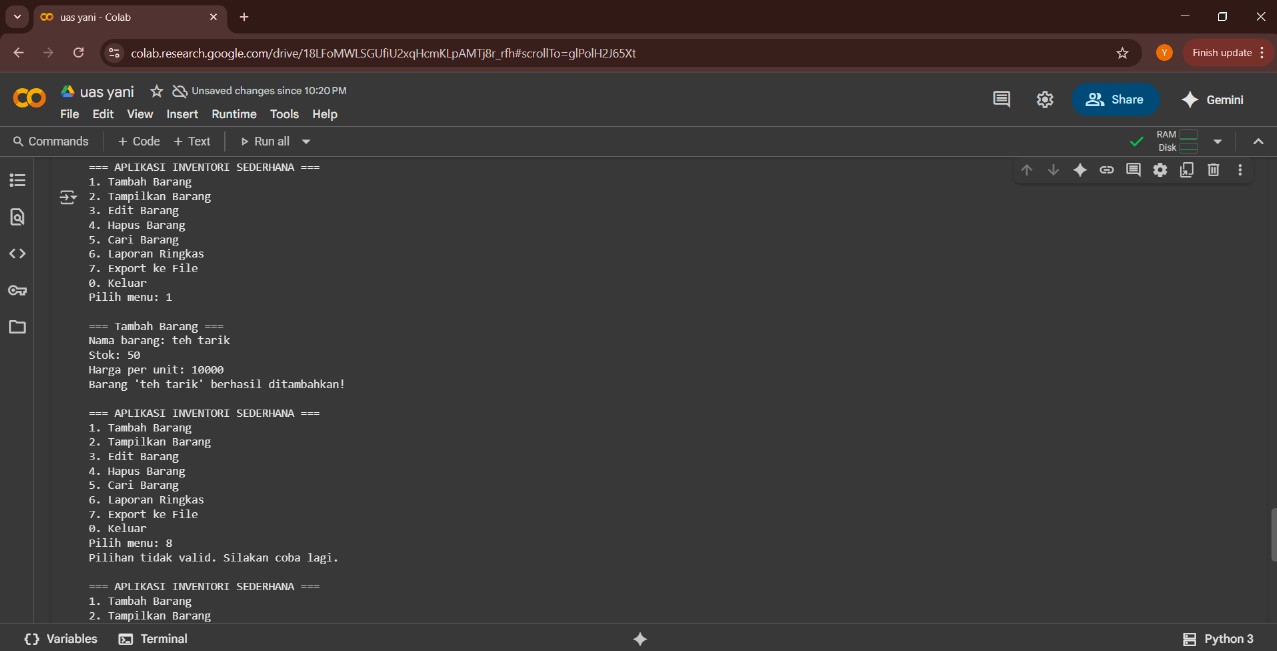 uas yani - Colab
colab.research.google.com/drive/18LFoMWLSGUfiU2xqHcmKLpAMTj8r_rfh#scrollTo=glPolH2J65Xt
Y
Finish update
uas yani
Unsaved changes since 10:20 PM
File Edit View Insert Runtime Tools Help
Share
Gemini
Commands + Code + Text Run all
RAM
Disk
=== APLIKASI INVENTORI SEDERHANA ===
1. Tambah Barang
2. Tampilkan Barang
3. Edit Barang
4. Hapus Barang
5. Cari Barang
6. Laporan Ringkas
7. Export ke File
0. Keluar
Pilih menu: 1
=== Tambah Barang ===
Nama barang: teh tarik
Stok: 50
Harga per unit: 10000
Barang 'teh tarik' berhasil ditambahkan!
=== APLIKASI INVENTORI SEDERHANA ===
1. Tambah Barang
2. Tampilkan Barang
3. Edit Barang
4. Hapus Barang
5. Cari Barang
6. Laporan Ringkas
7. Export ke File
0. Keluar
Pilih menu: 8
Pilihan tidak valid. Silakan coba lagi.
=== APLIKASI INVENTORI SEDERHANA ===
1. Tambah Barang
2. Tampilkan Barang
Variables Terminal
Python 3